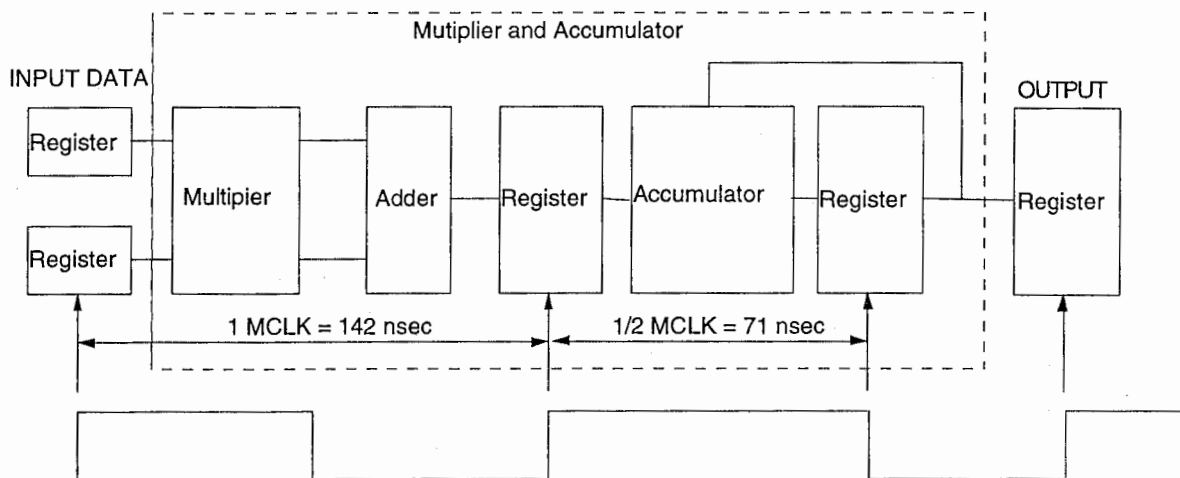 Mutiplier and Accumulator
INPUT DATA
OUTPUT
Register
Register
Multipier
Adder
Register
Accumulator
Register
Register
1 MCLK = 142 nsec
1/2 MCLK = 71 nsec